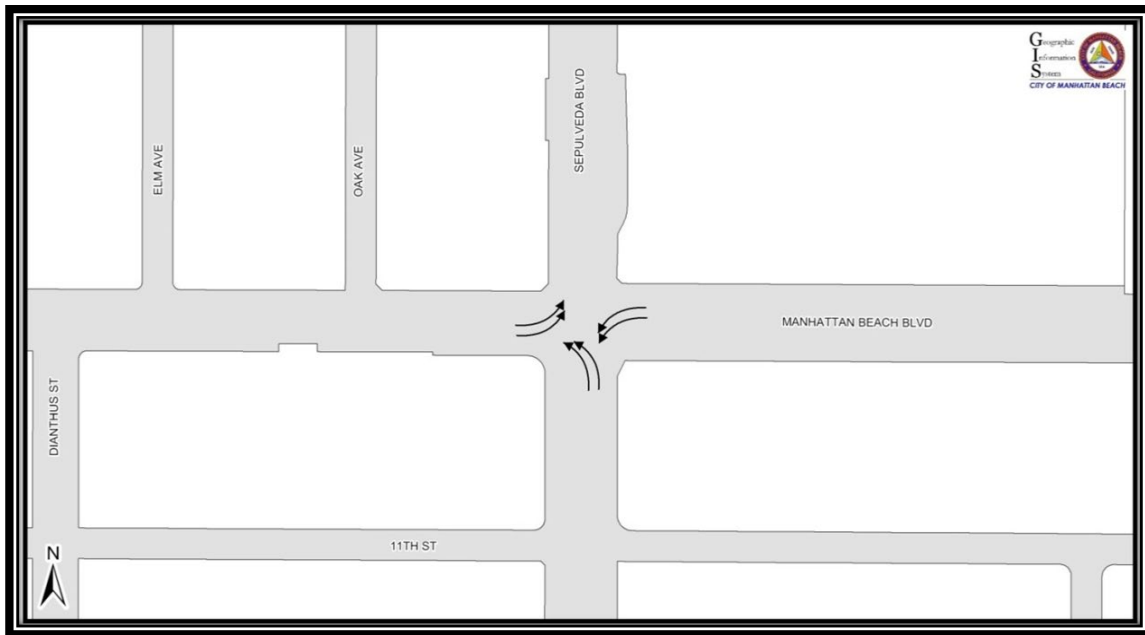 Geographic
Information
System
CITY OF MANHATTAN BEACH
SEPULVEDA BLVD
ELM AVE
OAK AVE
MANHATTAN BEACH BLVD
DIANTHUS ST
11TH ST
N